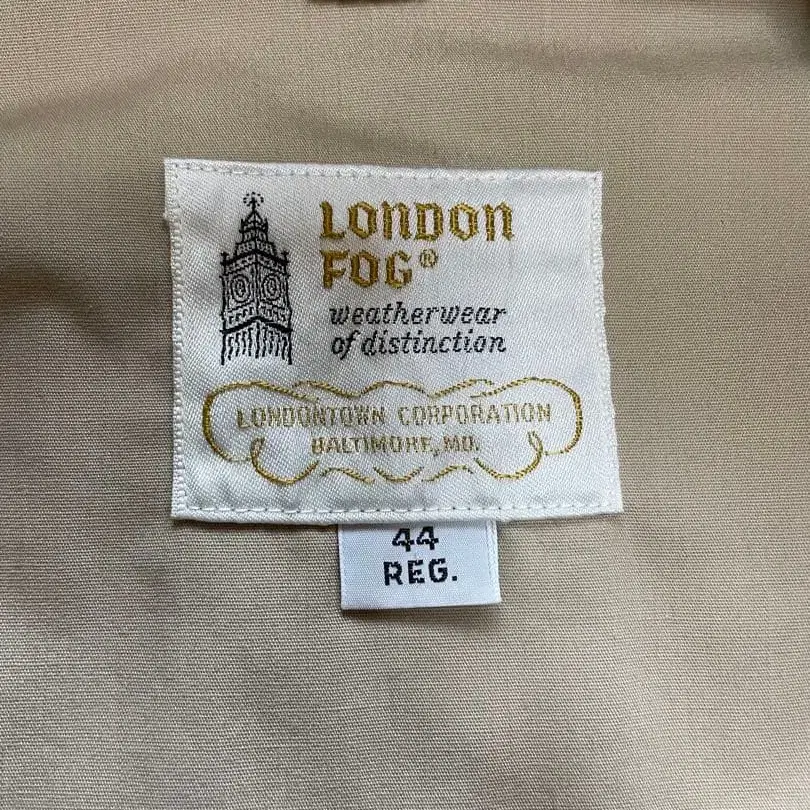 LONDON
FOG®
weatherwear
of distinction
LONDONTOWN CORPORATION
BALTIMORE, MD.
44
REG.